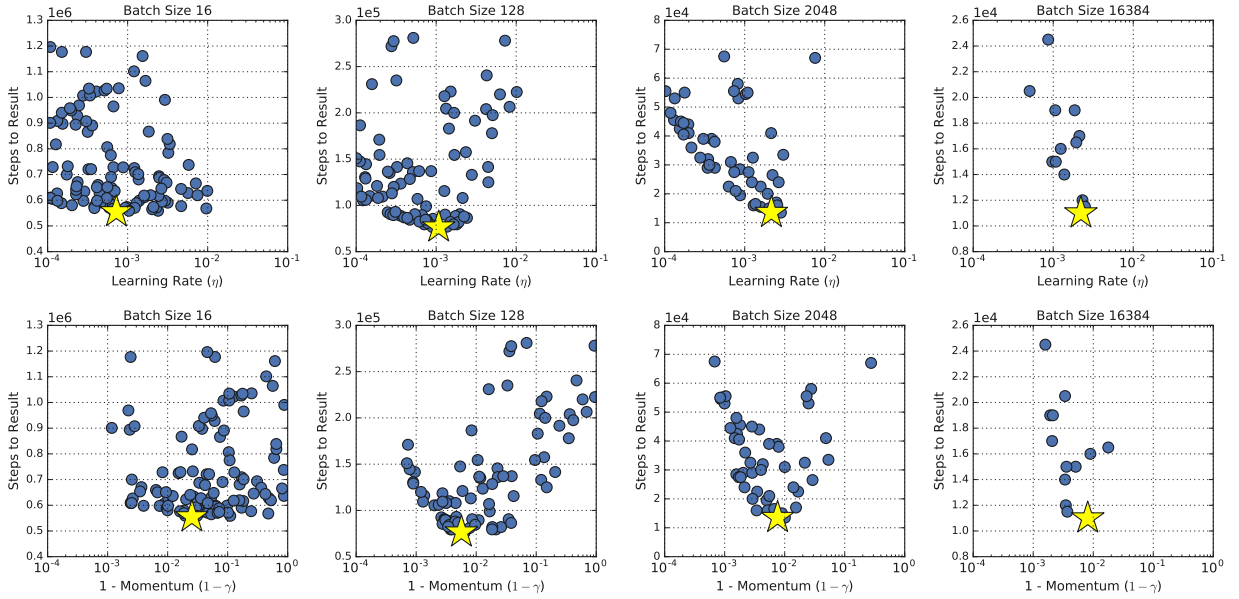 Batch Size 16
1e6
1.3
1.2
1.1
1.0
0.9
0.8
0.7
0.6
0.5
0.4
Steps to Result
10^-4 10^-3 10^-2 10^-1
Learning Rate (η)
Batch Size 128
1e5
3.0
2.5
2.0
1.5
1.0
0.5
Steps to Result
10^-4 10^-3 10^-2 10^-1
Learning Rate (η)
Batch Size 2048
1e4
8
7
6
5
4
3
2
1
0
Steps to Result
10^-4 10^-3 10^-2 10^-1
Learning Rate (η)
Batch Size 16384
1e4
2.6
2.4
2.2
2.0
1.8
1.6
1.4
1.2
1.0
0.8
Steps to Result
10^-4 10^-3 10^-2 10^-1
Learning Rate (η)
Batch Size 16
1e6
1.3
1.2
1.1
1.0
0.9
0.8
0.7
0.6
0.5
0.4
Steps to Result
10^-4 10^-3 10^-2 10^-1 10^0
1 - Momentum (1−γ)
Batch Size 128
1e5
3.0
2.5
2.0
1.5
1.0
0.5
Steps to Result
10^-4 10^-3 10^-2 10^-1 10^0
1 - Momentum (1−γ)
Batch Size 2048
1e4
8
7
6
5
4
3
2
1
0
Steps to Result
10^-4 10^-3 10^-2 10^-1 10^0
1 - Momentum (1−γ)
Batch Size 16384
1e4
2.6
2.4
2.2
2.0
1.8
1.6
1.4
1.2
1.0
0.8
Steps to Result
10^-4 10^-3 10^-2 10^-1 10^0
1 - Momentum (1−γ)